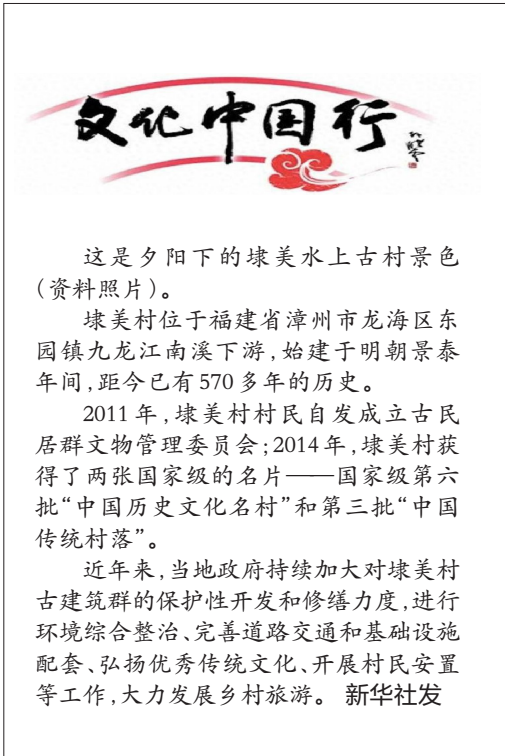 文化中国行
这是夕阳下的埭美水上古村景色
(资料照片)。
埭美村位于福建省漳州市龙海区东
园镇九龙江南溪下游,始建于明朝景泰
年间,距今已有570多年的历史。
2011年,埭美村村民自发成立古民
居群文物管理委员会;2014年,埭美村获
得了两张国家级的名片——国家级第六
批“中国历史文化名村”和第三批“中国
传统村落”。
近年来,当地政府持续加大对埭美村
古建筑群的保护性开发和修缮力度,进行
环境综合整治、完善道路交通和基础设施
配套、弘扬优秀传统文化、开展村民安置
等工作,大力发展乡村旅游。 新华社发